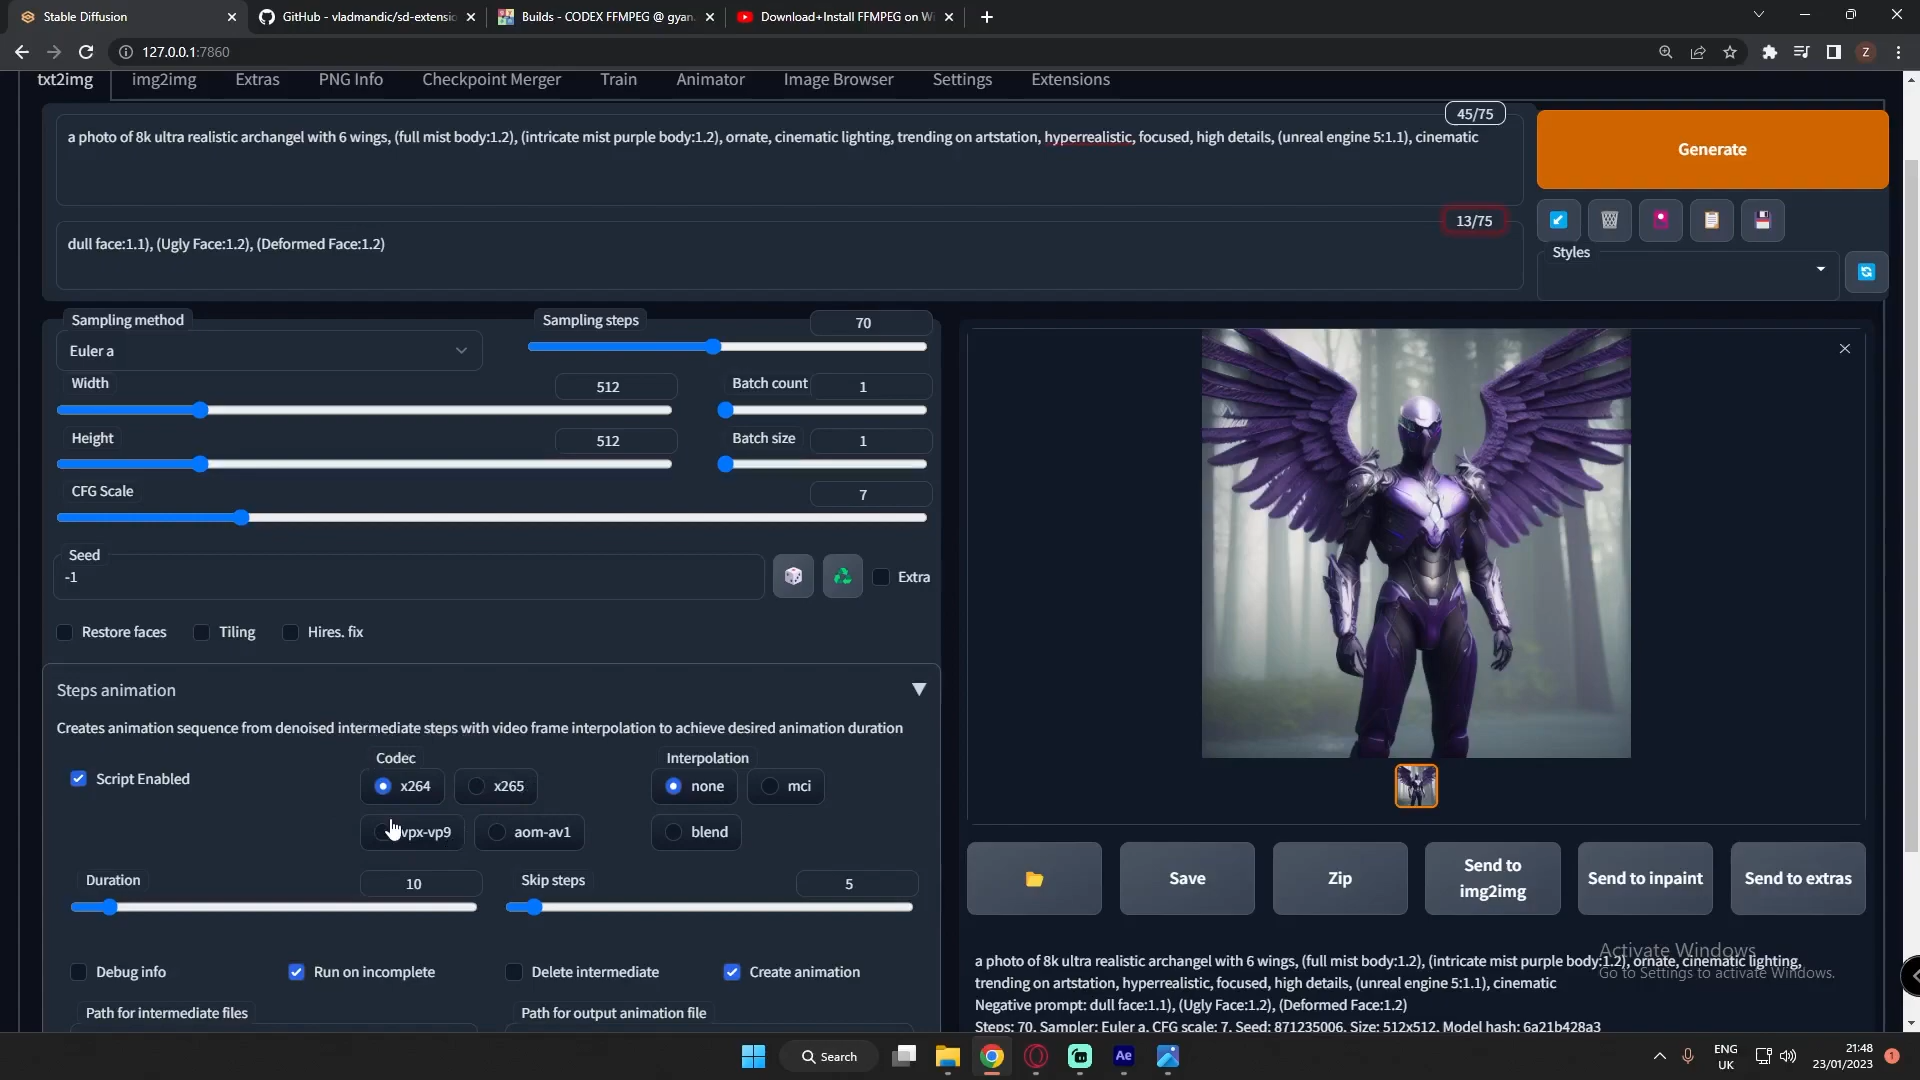 Stable Diffusion
GitHub - vladmandic/sd-extensio
Builds - CODEX FFMPEG @ gyan.
Download+Install FFMPEG on Wi
127.0.0.1:7860
Z
txt2img img2img Extras PNG Info Checkpoint Merger Train Animator Image Browser Settings Extensions
45/75
a photo of 8k ultra realistic archangel with 6 wings, (full mist body:1.2), (intricate mist purple body:1.2), ornate, cinematic lighting, trending on artstation, hyperrealistic, focused, high details, (unreal engine 5:1.1), cinematic
Generate
13/75
dull face:1.1), (Ugly Face:1.2), (Deformed Face:1.2)
Styles
Sampling method
Euler a
Sampling steps 70
Width 512
Batch count 1
Height 512
Batch size 1
CFG Scale 7
Seed
-1
Extra
Restore faces Tiling Hires. fix
Steps animation
Creates animation sequence from denoised intermediate steps with video frame interpolation to achieve desired animation duration
Script Enabled
Codec
x264 x265
vpx-vp9 aom-av1
Interpolation
none mci
blend
Duration 10
Skip steps 5
Debug info Run on incomplete Delete intermediate Create animation
Path for intermediate files
Path for output animation file
Save
Zip
Send to
img2img
Send to inpaint
Send to extras
a photo of 8k ultra realistic archangel with 6 wings, (full mist body:1.2), (intricate mist purple body:1.2), ornate, cinematic lighting,
trending on artstation, hyperrealistic, focused, high details, (unreal engine 5:1.1), cinematic
Negative prompt: dull face:1.1), (Ugly Face:1.2), (Deformed Face:1.2)
Steps: 70, Sampler: Euler a, CFG scale: 7, Seed: 871235006, Size: 512x512, Model hash: 6a21b428a3
Activate Windows
Go to Settings to activate Windows.
Search
Ae
ENG
UK
21:48
23/01/2023
1